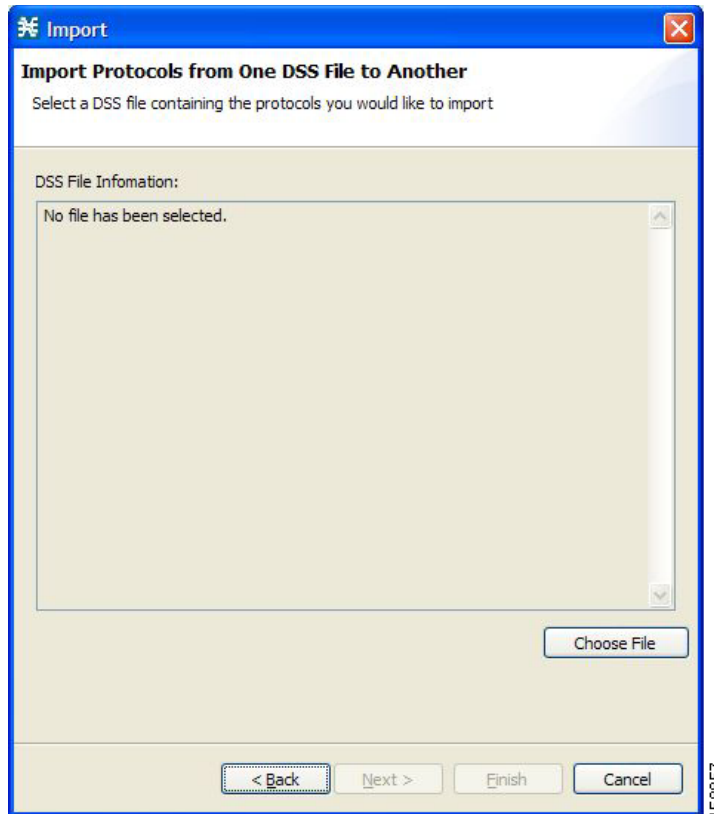 Import
Import Protocols from One DSS File to Another
Select a DSS file containing the protocols you would like to import
DSS File Infomation:
No file has been selected.
Choose File
< Back
Next >
Finish
Cancel